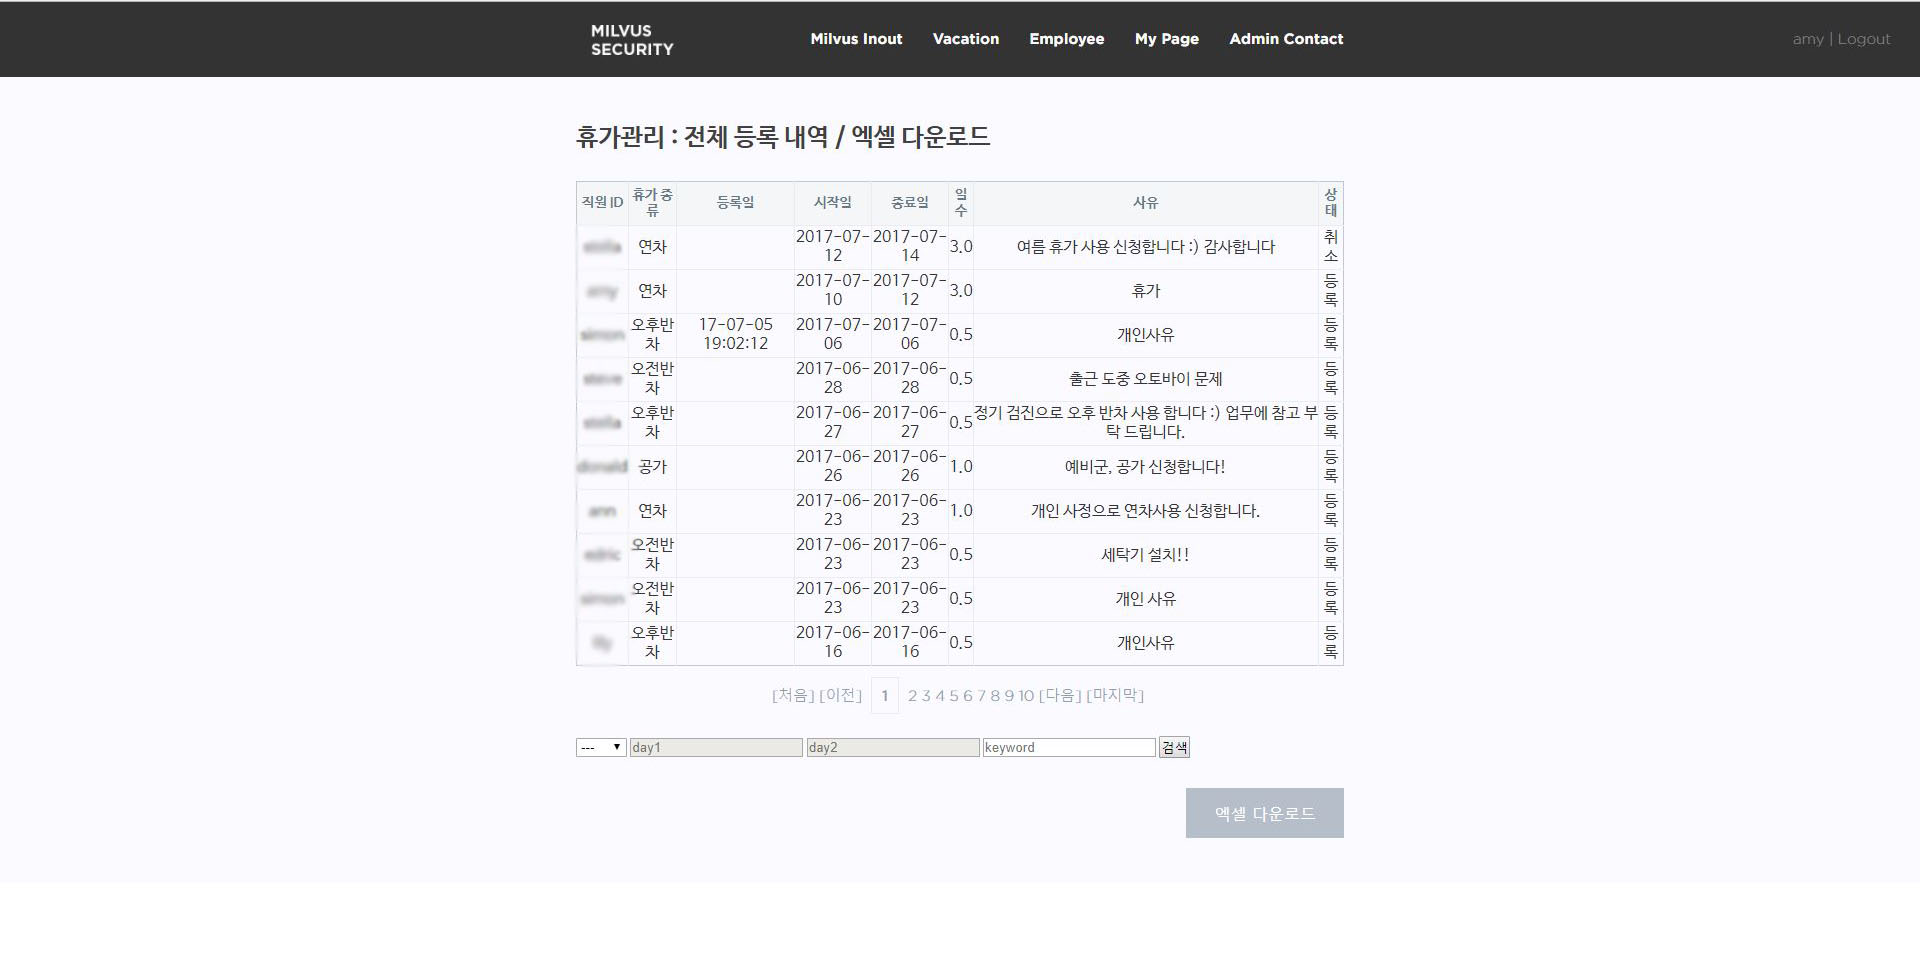 MILVUS
SECURITY
Milvus Inout Vacation Employee My Page Admin Contact
amy | Logout
휴가관리 : 전체 등록 내역 / 엑셀 다운로드
직원 ID 휴가 종류 등록일 시작일 종료일 일수 사유 상태
연차 2017-07-12 2017-07-14 3.0 여름 휴가 사용 신청합니다 :) 감사합니다 취소
연차 2017-07-10 2017-07-12 3.0 휴가 등록
오후반차 17-07-05 19:02:12 2017-07-06 2017-07-06 0.5 개인사유 등록
오전반차 2017-06-28 2017-06-28 0.5 출근 도중 오토바이 문제 등록
오후반차 2017-06-27 2017-06-27 0.5 정기 검진으로 오후 반차 사용 합니다 :) 업무에 참고 부탁 드립니다. 등록
공가 2017-06-26 2017-06-26 1.0 예비군, 공가 신청합니다! 등록
연차 2017-06-23 2017-06-23 1.0 개인 사정으로 연차사용 신청합니다. 등록
오전반차 2017-06-23 2017-06-23 0.5 세탁기 설치!! 등록
오전반차 2017-06-23 2017-06-23 0.5 개인 사유 등록
오후반차 2017-06-16 2017-06-16 0.5 개인사유 등록
[처음] [이전] 1 2 3 4 5 6 7 8 9 10 [다음] [마지막]
--- day1 day2 keyword 검색
엑셀 다운로드